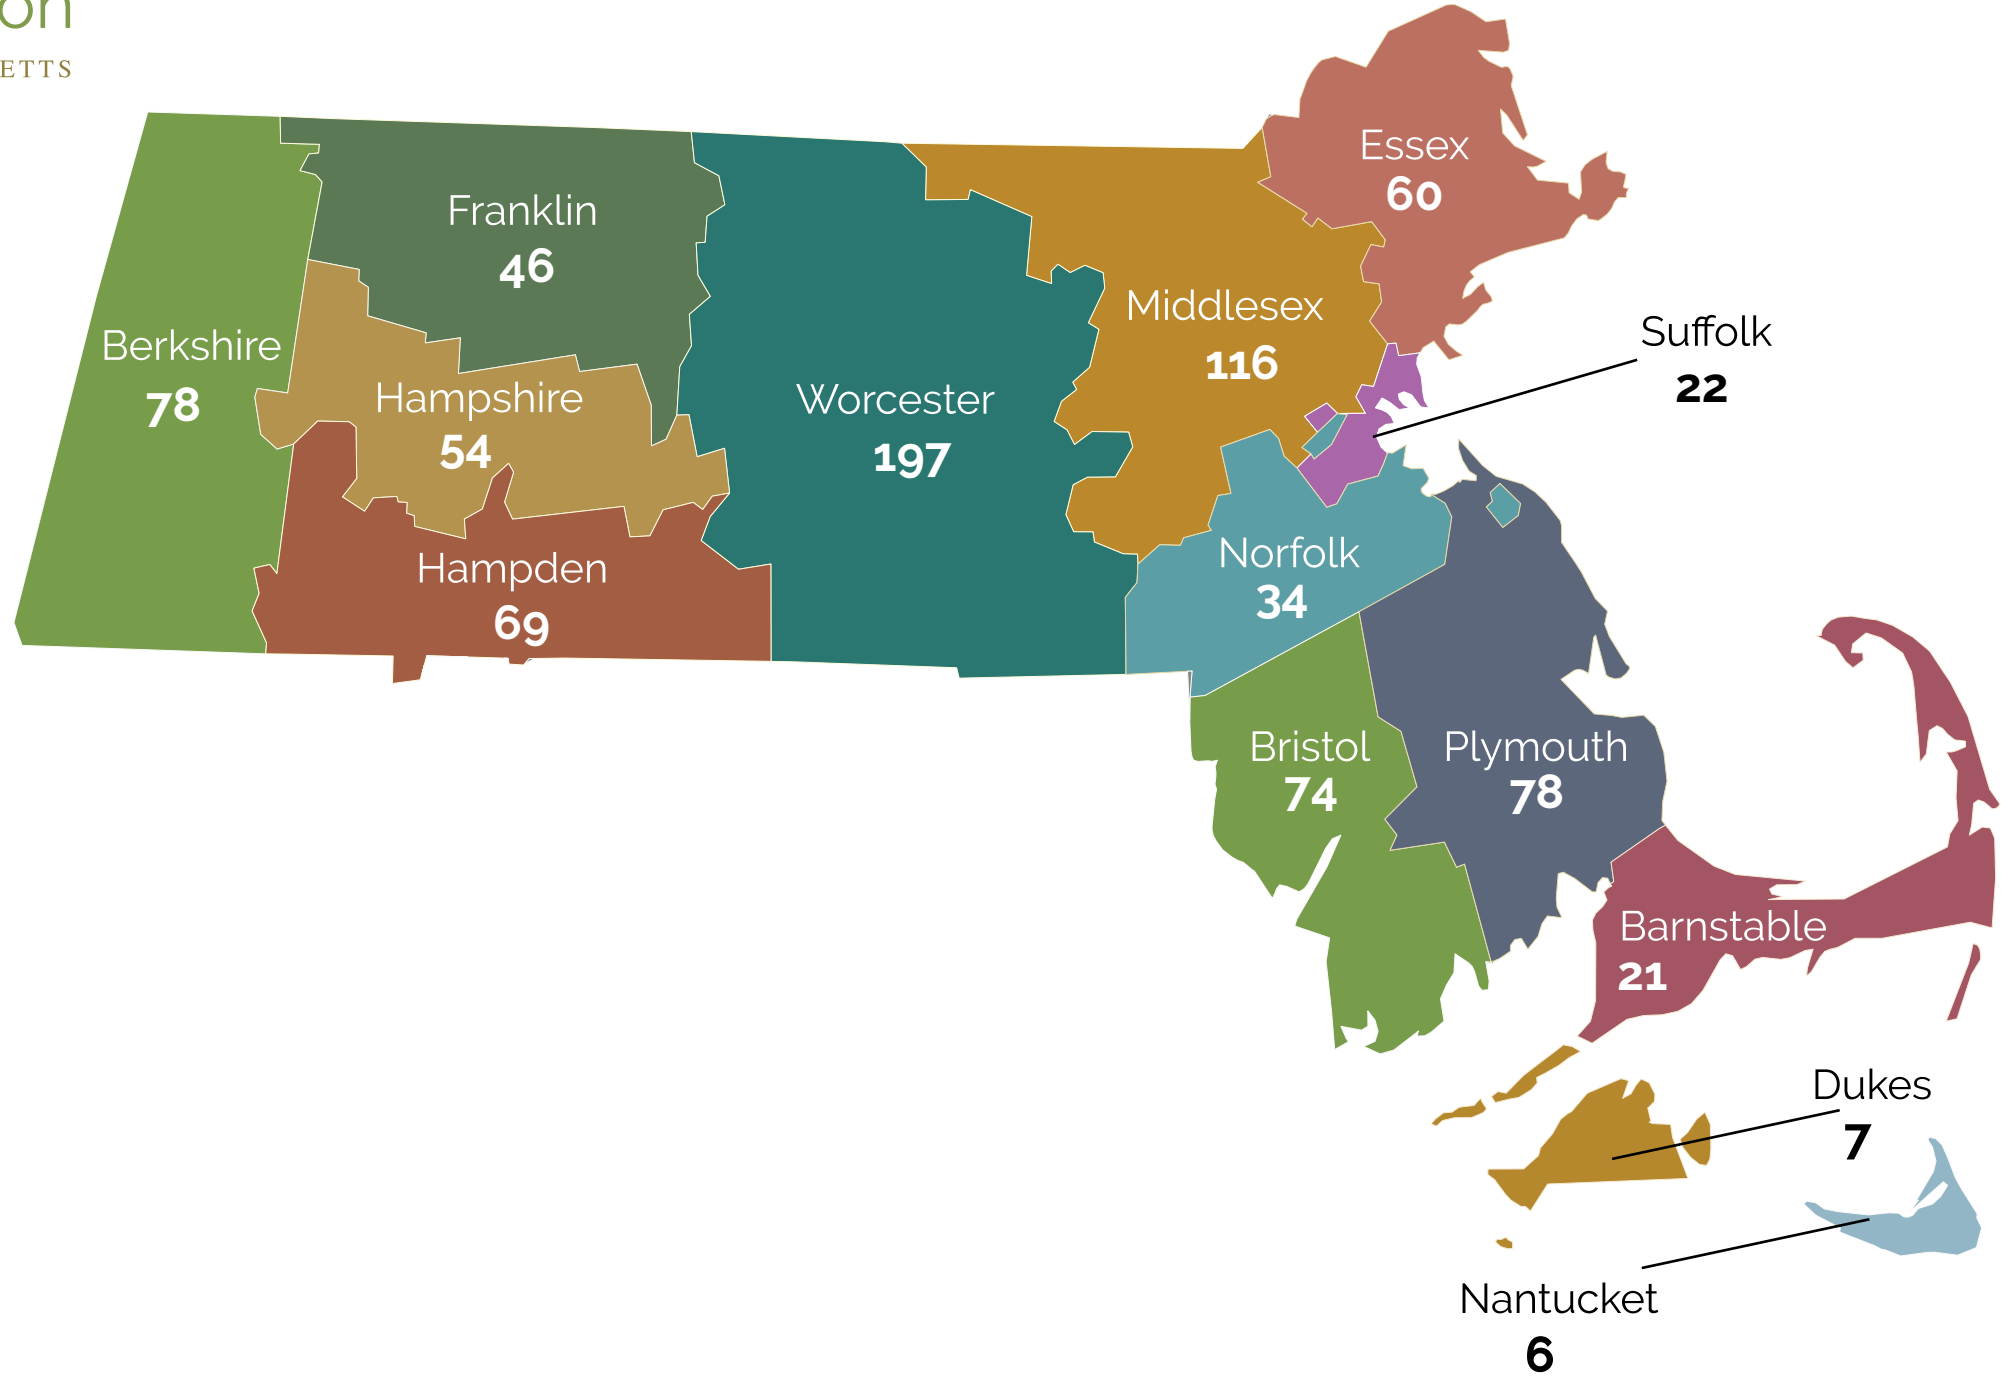 on
ETTS
Essex
60
Franklin
46
Middlesex
116
Suffolk
22
Berkshire
78
Hampshire
54
Worcester
197
Norfolk
34
Hampden
69
Bristol
74
Plymouth
78
Barnstable
21
Dukes
7
Nantucket
6